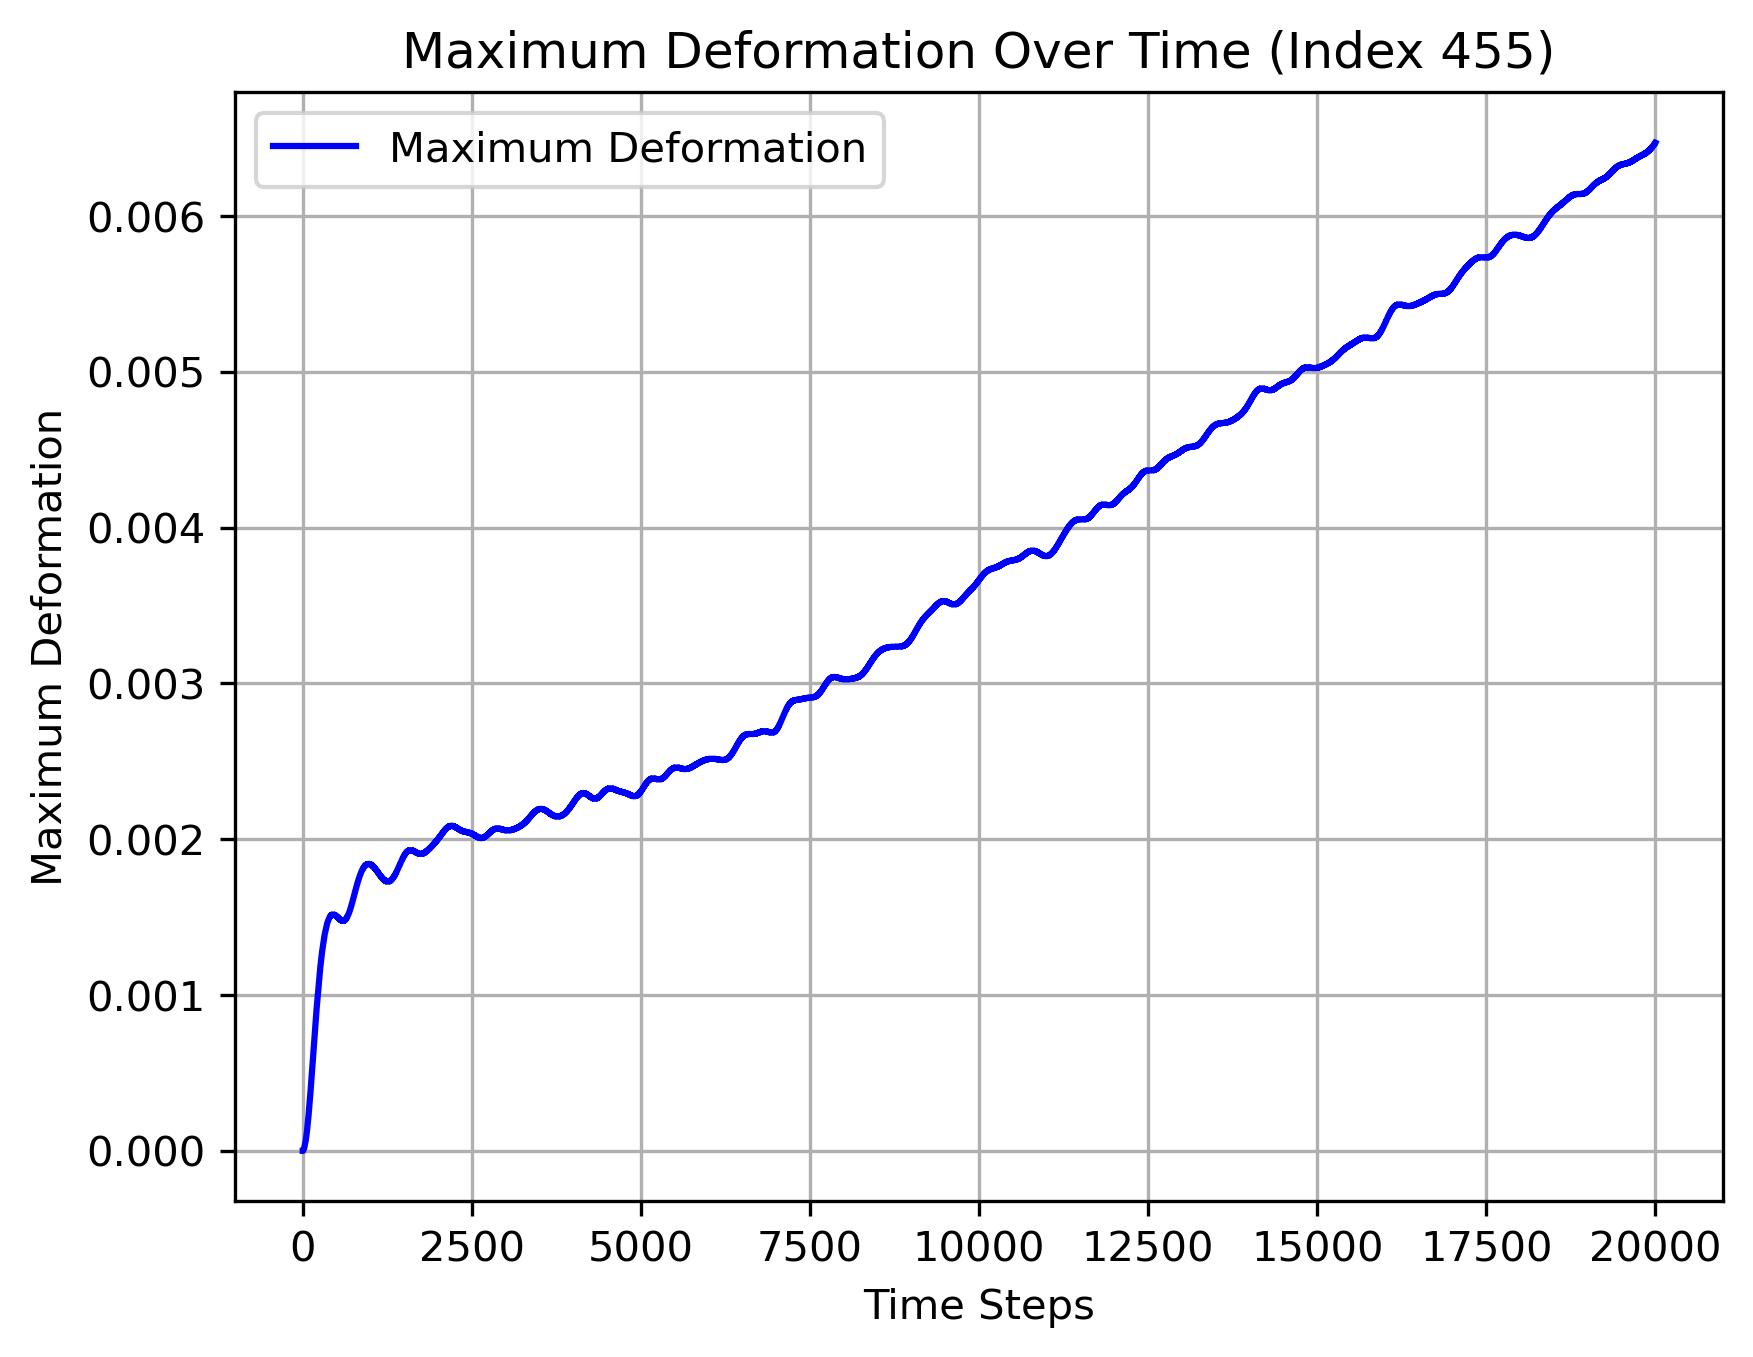 Maximum Deformation Over Time (Index 455)
Maximum Deformation
0.006
0.005
0.004
0.003
0.002
0.001
0.000
Maximum Deformation
0 2500 5000 7500 10000 12500 15000 17500 20000
Time Steps